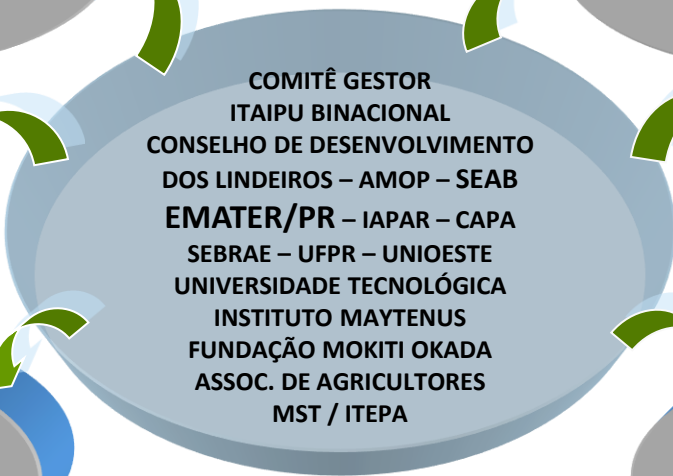 COMITÊ GESTOR
ITAIPU BINACIONAL
CONSELHO DE DESENVOLVIMENTO
DOS LINDEIROS – AMOP – SEAB
EMATER/PR – IAPAR – CAPA
SEBRAE – UFPR – UNIOESTE
UNIVERSIDADE TECNOLÓGICA
INSTITUTO MAYTENUS
FUNDAÇÃO MOKITI OKADA
ASSOC. DE AGRICULTORES
MST / ITEPA